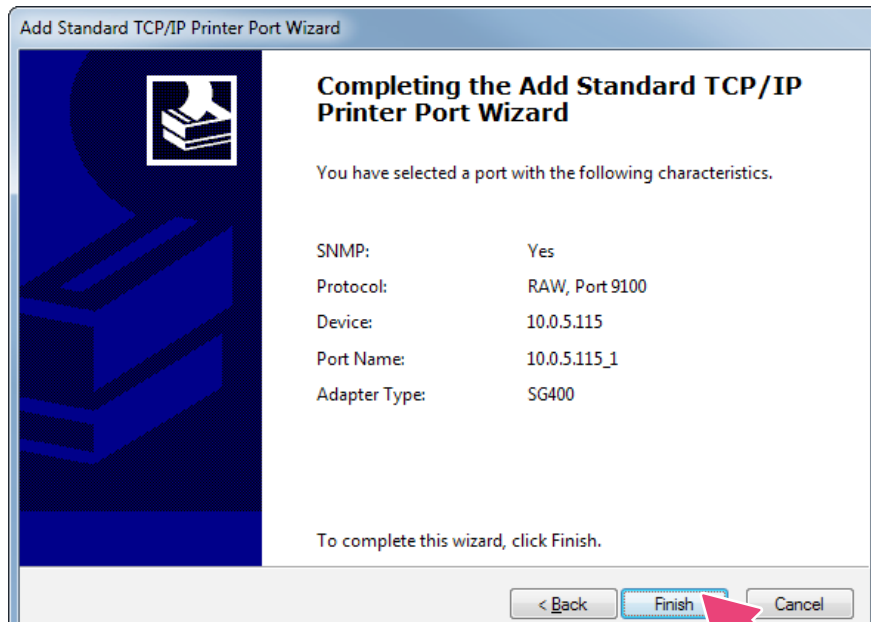 Add Standard TCP/IP Printer Port Wizard
Completing the Add Standard TCP/IP
Printer Port Wizard
You have selected a port with the following characteristics.
SNMP: Yes
Protocol: RAW, Port 9100
Device: 10.0.5.115
Port Name: 10.0.5.115_1
Adapter Type: SG400
To complete this wizard, click Finish.
< Back Finish Cancel